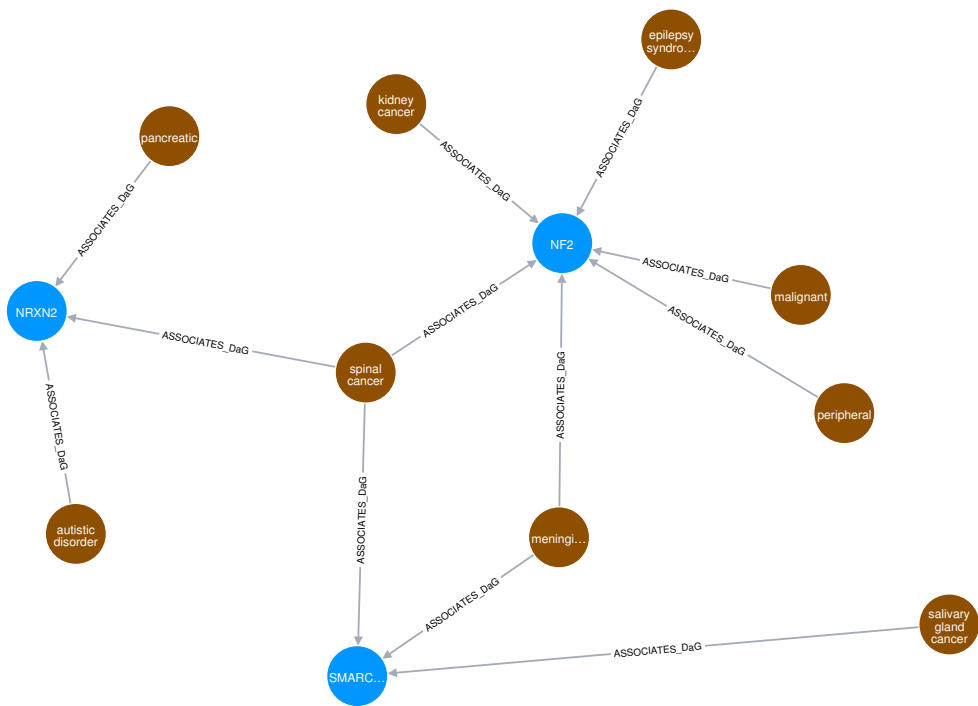 epilepsy
syndro…
kidney
cancer
ASSOCIATES_DaG
pancreatic
ASSOCIATES_DaG
ASSOCIATES_DaG
NF2
ASSOCIATES_DaG
malignant
NRXN2
ASSOCIATES_DaG
ASSOCIATES_DaG
ASSOCIATES_DaG
spinal
cancer
ASSOCIATES_DaG
peripheral
ASSOCIATES_DaG
ASSOCIATES_DaG
autistic
disorder
ASSOCIATES_DaG
meningi…
ASSOCIATES_DaG
salivary
gland
cancer
ASSOCIATES_DaG
SMARC…